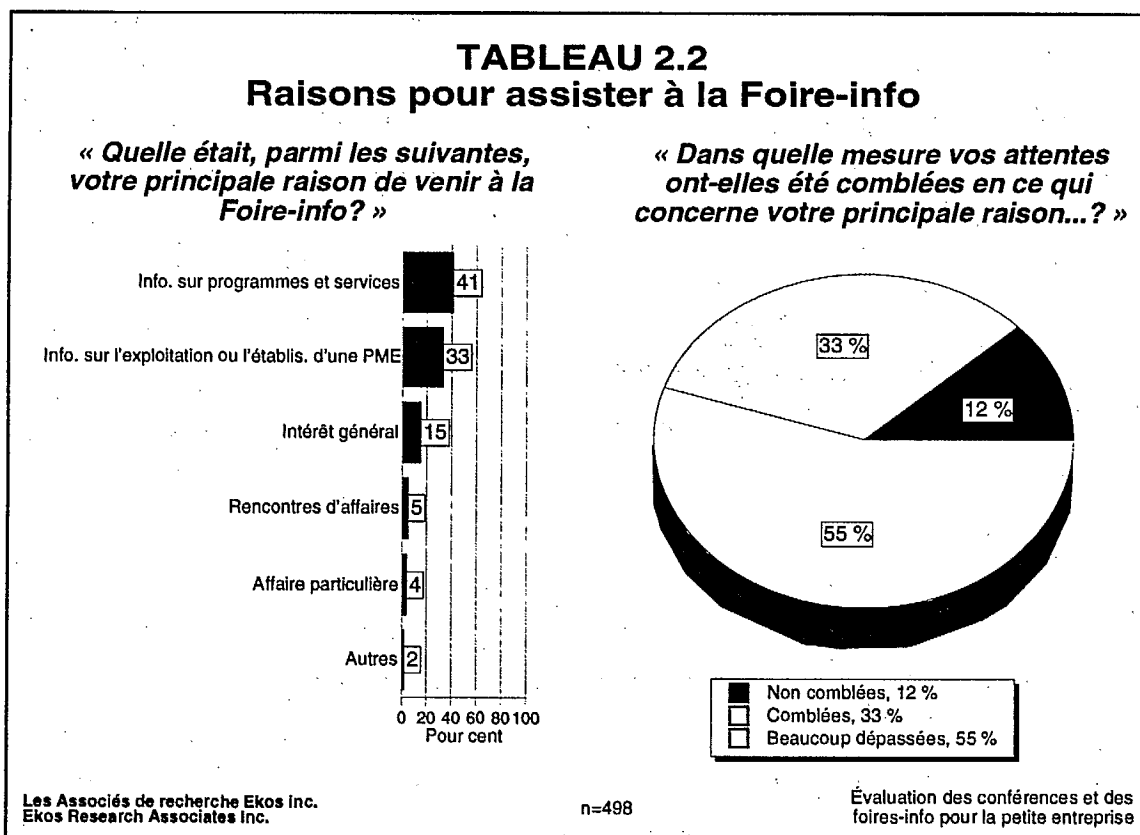 TABLEAU 2.2
Raisons pour assister à la Foire-info
« Quelle était, parmi les suivantes,
votre principale raison de venir à la
Foire-info? »
Info. sur programmes et services
41
Info. sur l'exploitation ou l'établis. d'une PME
33
Intérêt général
15
Rencontres d'affaires
5
Affaire particulière
4
Autres
2
0 20 40 60 80 100
Pour cent
« Dans quelle mesure vos attentes
ont-elles été comblées en ce qui
concerne votre principale raison...? »
33 %
12 %
55 %
Non comblées, 12 %
Comblées, 33 %
Beaucoup dépassées, 55 %
Les Associés de recherche Ekos inc.
Ekos Research Associates Inc.
n=498
Évaluation des conférences et des
foires-info pour la petite entreprise